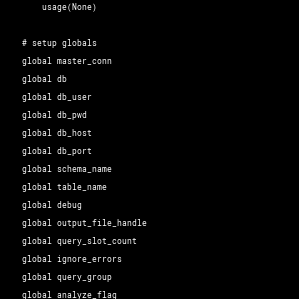 usage(None)
# setup globals
global master_conn
global db
global db_user
global db_pwd
global db_host
global db_port
global schema_name
global table_name
global debug
global output_file_handle
global query_slot_count
global ignore_errors
global query_group
global analyze_flag